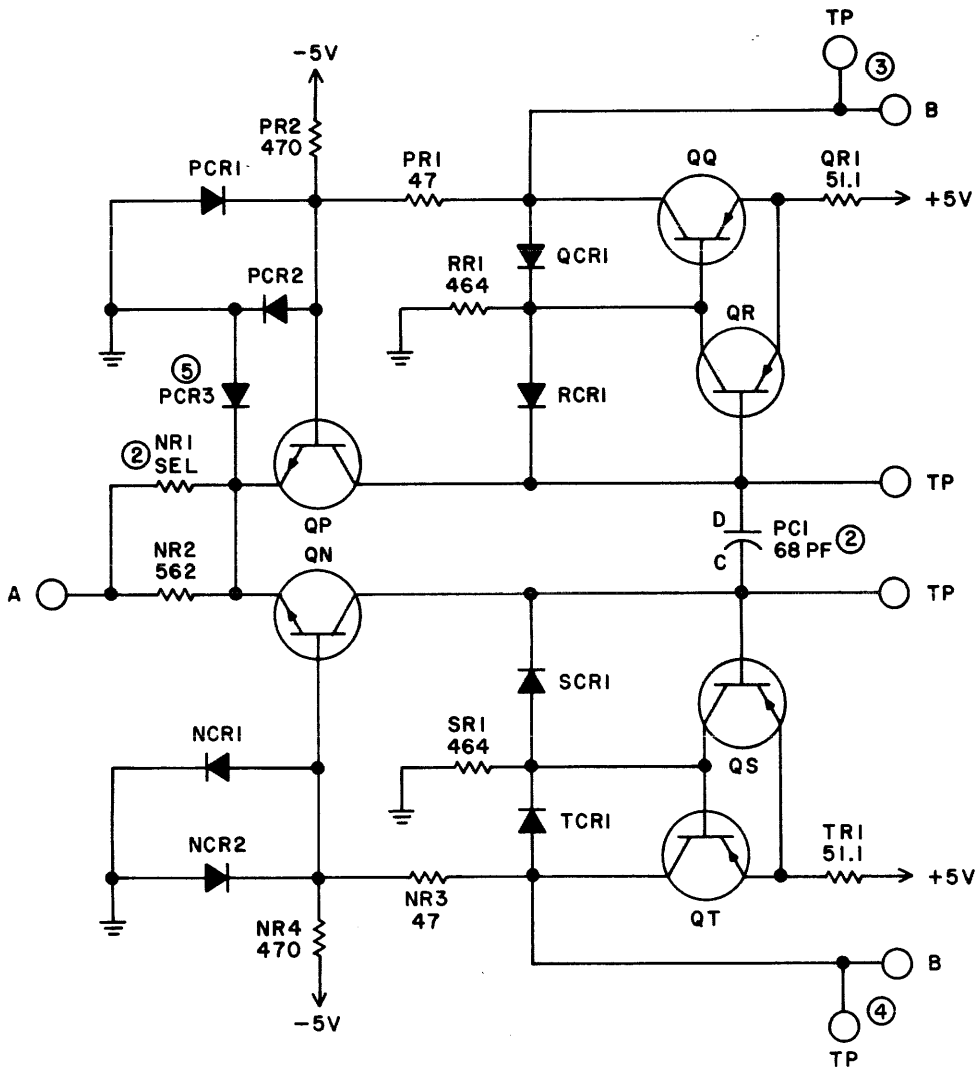 TP
3
B
-5V
PR2
470
PCR1
PR1
47
QQ
QR1
51.1
+5V
PCR2
RR1
464
QCR1
QR
5
PCR3
RCR1
2 NR1
SEL
TP
QP
D
PC1
68 PF 2
C
NR2
562
QN
A
TP
SCR1
NCR1
SR1
464
QS
TCR1
NCR2
TR1
51.1
+5V
NR3
47
QT
NR4
470
B
-5V
4
TP